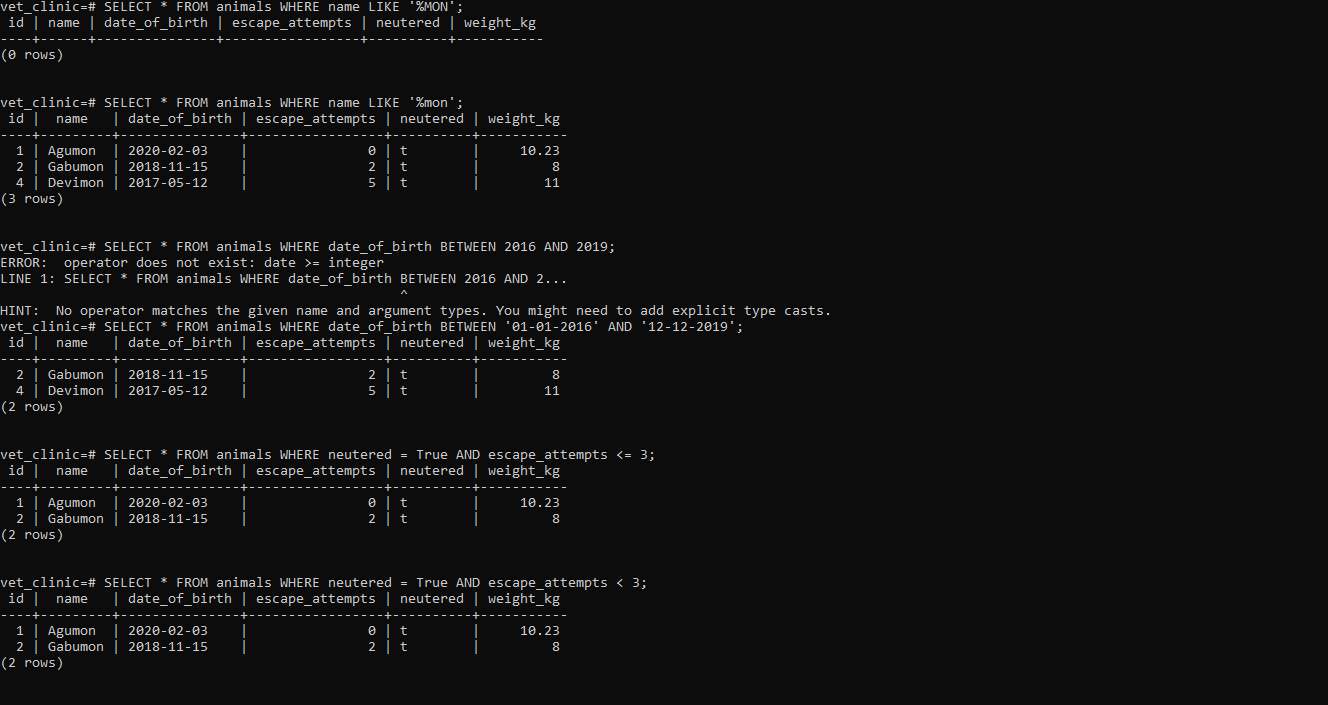 vet_clinic=# SELECT * FROM animals WHERE name LIKE '%MON';
 id | name | date_of_birth | escape_attempts | neutered | weight_kg
----+------+---------------+-----------------+----------+-----------
(0 rows)

vet_clinic=# SELECT * FROM animals WHERE name LIKE '%mon';
 id |  name   | date_of_birth | escape_attempts | neutered | weight_kg
----+---------+---------------+-----------------+----------+-----------
  1 | Agumon  | 2020-02-03    |               0 | t        |     10.23
  2 | Gabumon | 2018-11-15    |               2 | t        |         8
  4 | Devimon | 2017-05-12    |               5 | t        |        11
(3 rows)

vet_clinic=# SELECT * FROM animals WHERE date_of_birth BETWEEN 2016 AND 2019;
ERROR:  operator does not exist: date >= integer
LINE 1: SELECT * FROM animals WHERE date_of_birth BETWEEN 2016 AND 2...
                                                  ^
HINT:  No operator matches the given name and argument types. You might need to add explicit type casts.
vet_clinic=# SELECT * FROM animals WHERE date_of_birth BETWEEN '01-01-2016' AND '12-12-2019';
 id |  name   | date_of_birth | escape_attempts | neutered | weight_kg
----+---------+---------------+-----------------+----------+-----------
  2 | Gabumon | 2018-11-15    |               2 | t        |         8
  4 | Devimon | 2017-05-12    |               5 | t        |        11
(2 rows)

vet_clinic=# SELECT * FROM animals WHERE neutered = True AND escape_attempts <= 3;
 id |  name   | date_of_birth | escape_attempts | neutered | weight_kg
----+---------+---------------+-----------------+----------+-----------
  1 | Agumon  | 2020-02-03    |               0 | t        |     10.23
  2 | Gabumon | 2018-11-15    |               2 | t        |         8
(2 rows)

vet_clinic=# SELECT * FROM animals WHERE neutered = True AND escape_attempts < 3;
 id |  name   | date_of_birth | escape_attempts | neutered | weight_kg
----+---------+---------------+-----------------+----------+-----------
  1 | Agumon  | 2020-02-03    |               0 | t        |     10.23
  2 | Gabumon | 2018-11-15    |               2 | t        |         8
(2 rows)